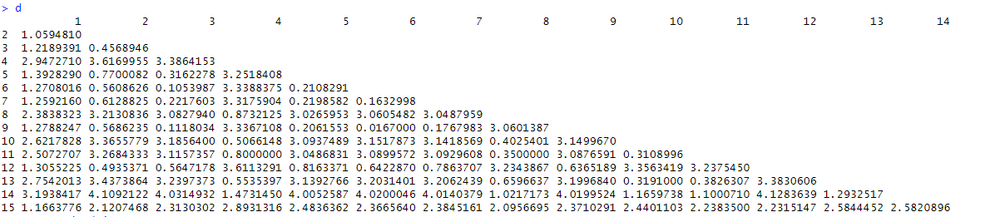 > d
1 2 3 4 5 6 7 8 9 10 11 12 13 14
2 1.0594810
3 1.2189391 0.4568946
4 2.9472710 3.6169955 3.3864153
5 1.3928290 0.7700082 0.3162278 3.2518408
6 1.2708016 0.5608626 0.1053987 3.3388375 0.2108291
7 1.2592160 0.6128825 0.2217603 3.3175904 0.2198582 0.1632998
8 2.3838323 3.2130836 3.0827940 0.8732125 3.0265953 3.0605482 3.0487959
9 1.2788247 0.5686235 0.1118034 3.3367108 0.2061553 0.0167000 0.1767983 3.0601387
10 2.6217828 3.3655779 3.1856400 0.5066148 3.0937489 3.1517873 3.1418569 0.4025401 3.1499670
11 2.5072707 3.2684333 3.1157357 0.8000000 3.0486831 3.0899572 3.0929608 0.3500000 3.0876591 0.3108996
12 1.3055225 0.4935371 0.5647178 3.6113291 0.8163371 0.6422870 0.7863707 3.2343867 0.6365189 3.3563419 3.2375450
13 2.7542013 3.4373864 3.2397373 0.5535397 3.1392766 3.2031401 3.2062439 0.6596637 3.1996840 0.3191000 0.3826307 3.3830606
14 3.1938417 4.1092122 4.0314932 1.4731450 4.0052587 4.0200046 4.0140379 1.0217173 4.0199524 1.1659738 1.1000710 4.1283639 1.2932517
15 1.1663776 2.1207468 2.3130302 2.8931316 2.4836362 2.3665640 2.3845161 2.0956695 2.3710291 2.4401103 2.2383500 2.2315147 2.5844452 2.5820896